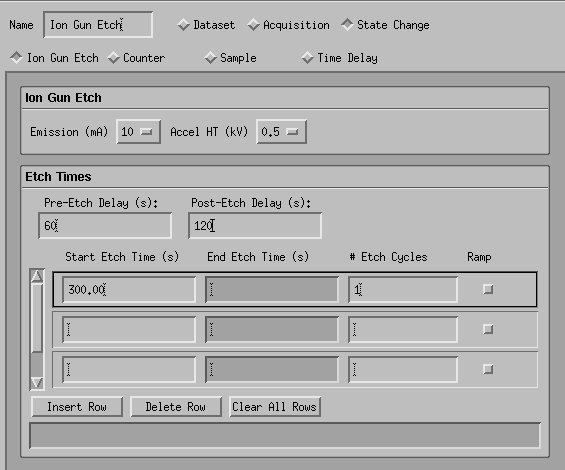 Name Ion Gun Etch Dataset Acquisition State Change
Ion Gun Etch Counter Sample Time Delay
Ion Gun Etch
Emission (mA) 10 Accel HT (kV) 0.5
Etch Times
Pre-Etch Delay (s): Post-Etch Delay (s):
60 120
Start Etch Time (s) End Etch Time (s) # Etch Cycles Ramp
300.00 1
Insert Row Delete Row Clear All Rows